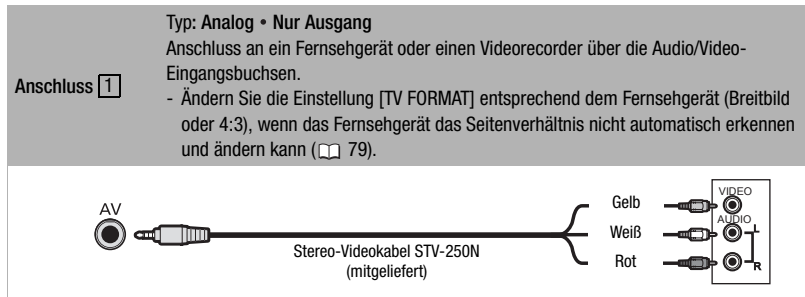 Typ: Analog • Nur Ausgang
Anschluss an ein Fernsehgerät oder einen Videorecorder über die Audio/Video-
Eingangsbuchsen.
Anschluss 1
- Ändern Sie die Einstellung [TV FORMAT] entsprechend dem Fernsehgerät (Breitbild
oder 4:3), wenn das Fernsehgerät das Seitenverhältnis nicht automatisch erkennen
und ändern kann ( 79).
AV
Stereo-Videokabel STV-250N
(mitgeliefert)
Gelb
Weiß
Rot
VIDEO
AUDIO
L
R